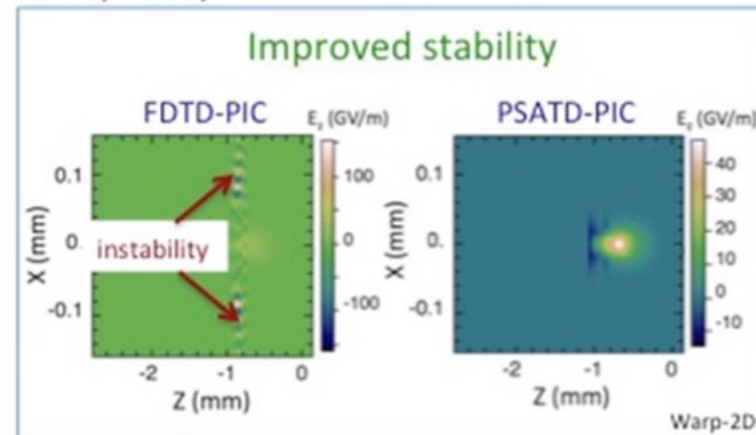 Improved stability
FDTD-PIC
E_z (GV/m)
PSATD-PIC
E_z (GV/m)
0.1
0.
-0.1
X (mm)
instability
100
0
-100
-2
-1
0
Z (mm)
0.1
0.
-0.1
X (mm)
40
30
20
10
0
-10
-2
-1
0
Z (mm)
Warp-2D